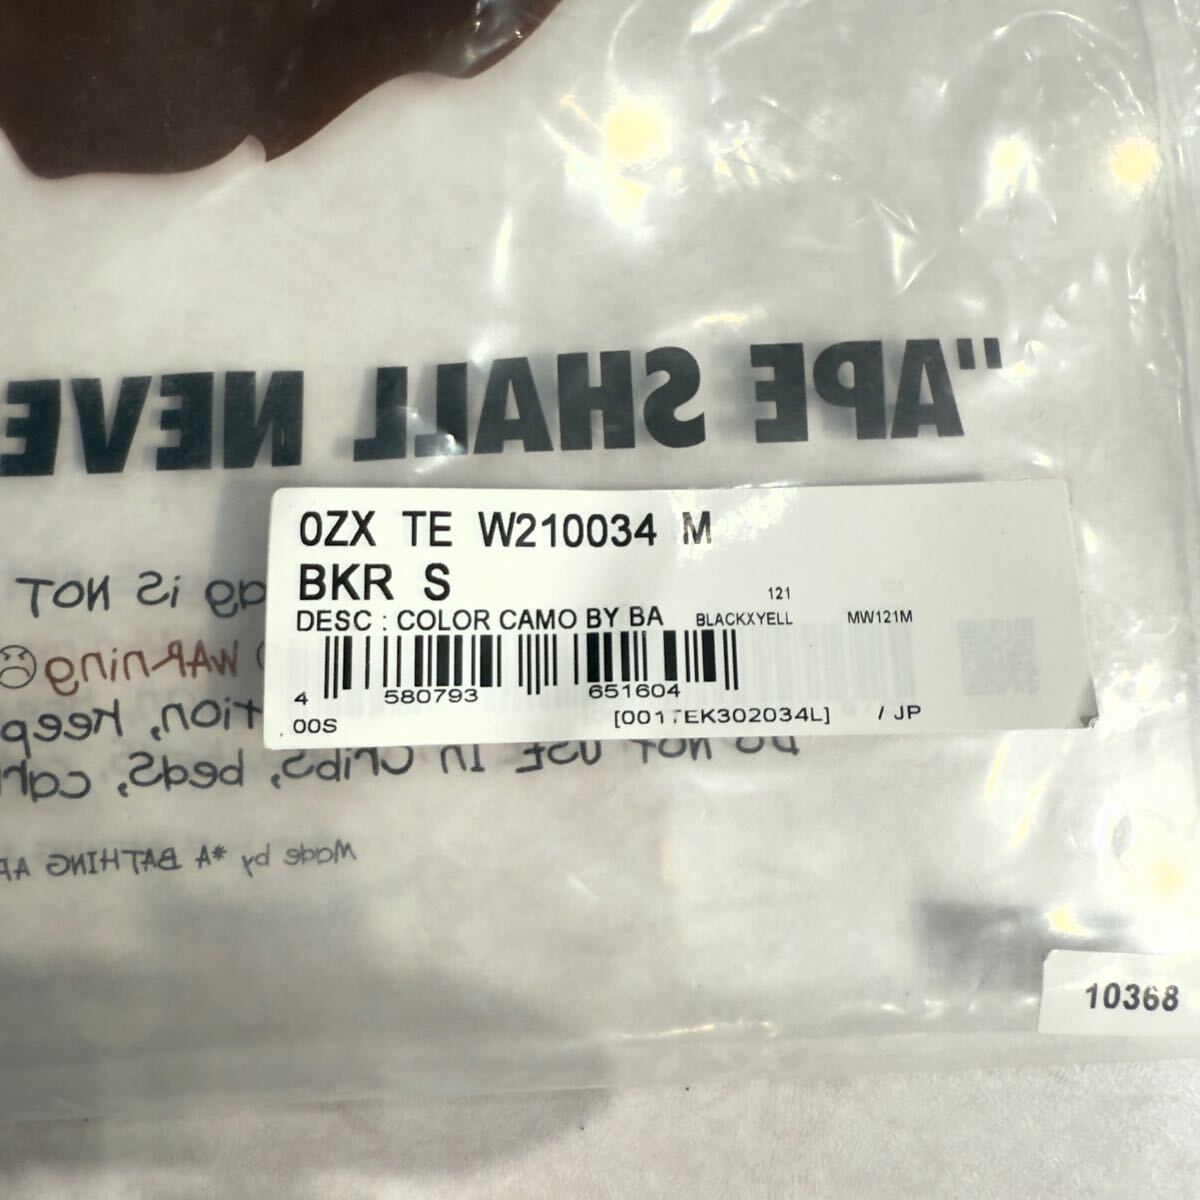 "APE SHALL NEVE
0ZX TE W210034 M
BKR S
121
DESC : COLOR CAMO BY BA BLACKXYELL MW121M
4 580793 651604
00S [001TEK302034L] / JP
ag is NOT
WARning
tion, Keep
DO NOT USE IN Cribs, beds, car
Made by *A BATHING AP
10368